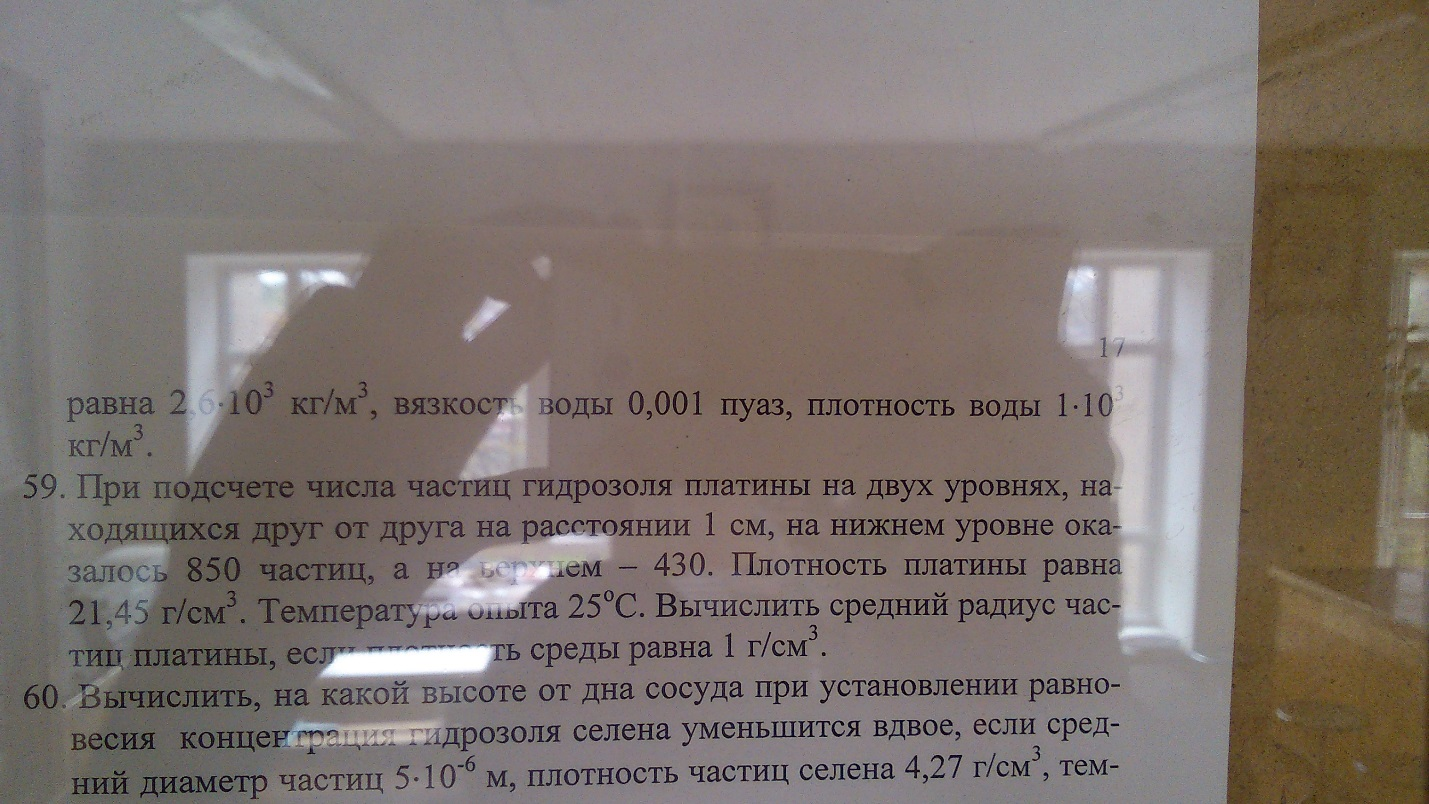 17
равна 2,6·10³ кг/м³, вязкость воды 0,001 пуаз, плотность воды 1·10³
кг/м³.
59. При подсчете числа частиц гидрозоля платины на двух уровнях, на-
ходящихся друг от друга на расстоянии 1 см, на нижнем уровне ока-
залось 850 частиц, а на верхнем – 430. Плотность платины равна
21,45 г/см³. Температура опыта 25°С. Вычислить средний радиус час-
тиц платины, если плотность среды равна 1 г/см³.
60. Вычислить, на какой высоте от дна сосуда при установлении равно-
весия концентрация гидрозоля селена уменьшится вдвое, если сред-
ний диаметр частиц 5·10⁻⁶ м, плотность частиц селена 4,27 г/см³, тем-